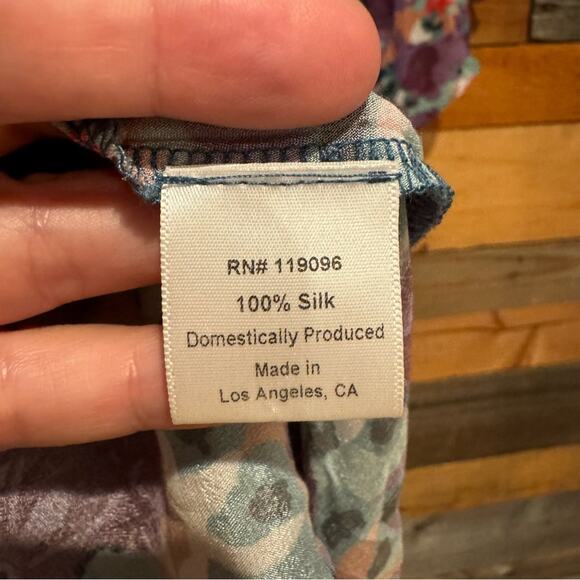 RN# 119096
100% Silk
Domestically Produced
Made in
Los Angeles, CA